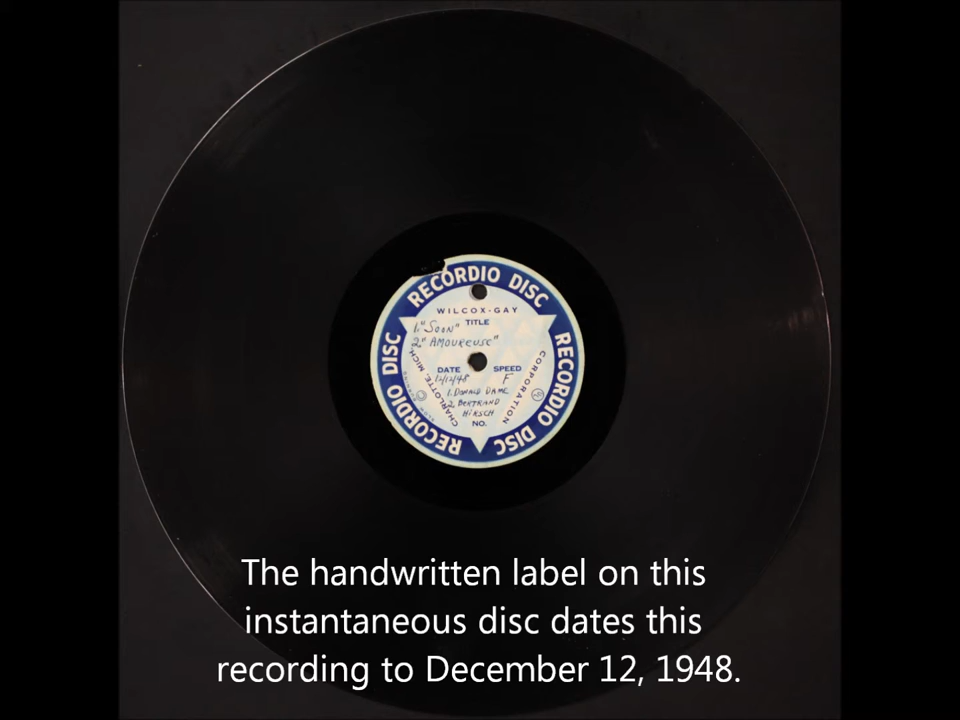 RECORDIO DISC
RECORDIO DISC
RECORDIO DISC
WILCOX-GAY
TITLE
1. "SOON"
2. "AMOUREUSE"
DATE SPEED
12/12/48 F
1. DONALD DAME
2. BERTRAND
HIRSCH
NO.
CHARLOTTE, MICH.
CORPORATION
The handwritten label on this
instantaneous disc dates this
recording to December 12, 1948.